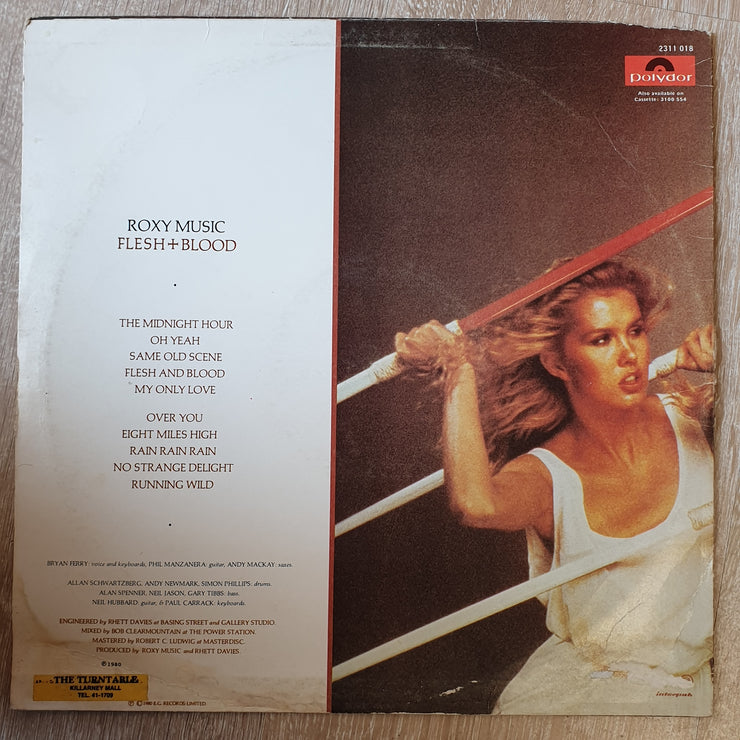 2311 018
polydor
Also available on
Cassette: 3100 554
ROXY MUSIC
FLESH+BLOOD
THE MIDNIGHT HOUR
OH YEAH
SAME OLD SCENE
FLESH AND BLOOD
MY ONLY LOVE
OVER YOU
EIGHT MILES HIGH
RAIN RAIN RAIN
NO STRANGE DELIGHT
RUNNING WILD
BRYAN FERRY: voice and keyboards, PHIL MANZANERA: guitar, ANDY MACKAY: saxes.
ALLAN SCHWARTZBERG, ANDY NEWMARK, SIMON PHILLIPS: drums.
ALAN SPENNER, NEIL JASON, GARY TIBBS: bass.
NEIL HUBBARD: guitar, & PAUL CARRACK: keyboards.
ENGINEERED by RHETT DAVIES at BASING STREET and GALLERY STUDIO.
MIXED by BOB CLEARMOUNTAIN at THE POWER STATION.
MASTERED by ROBERT C. LUDWIG at MASTERDISC.
PRODUCED by ROXY MUSIC and RHETT DAVIES.
℗1980
THE TURNTABLE
KILLARNEY MALL
TEL. 41-1709
℗ © 1980 E.G. RECORDS LIMITED
interpak